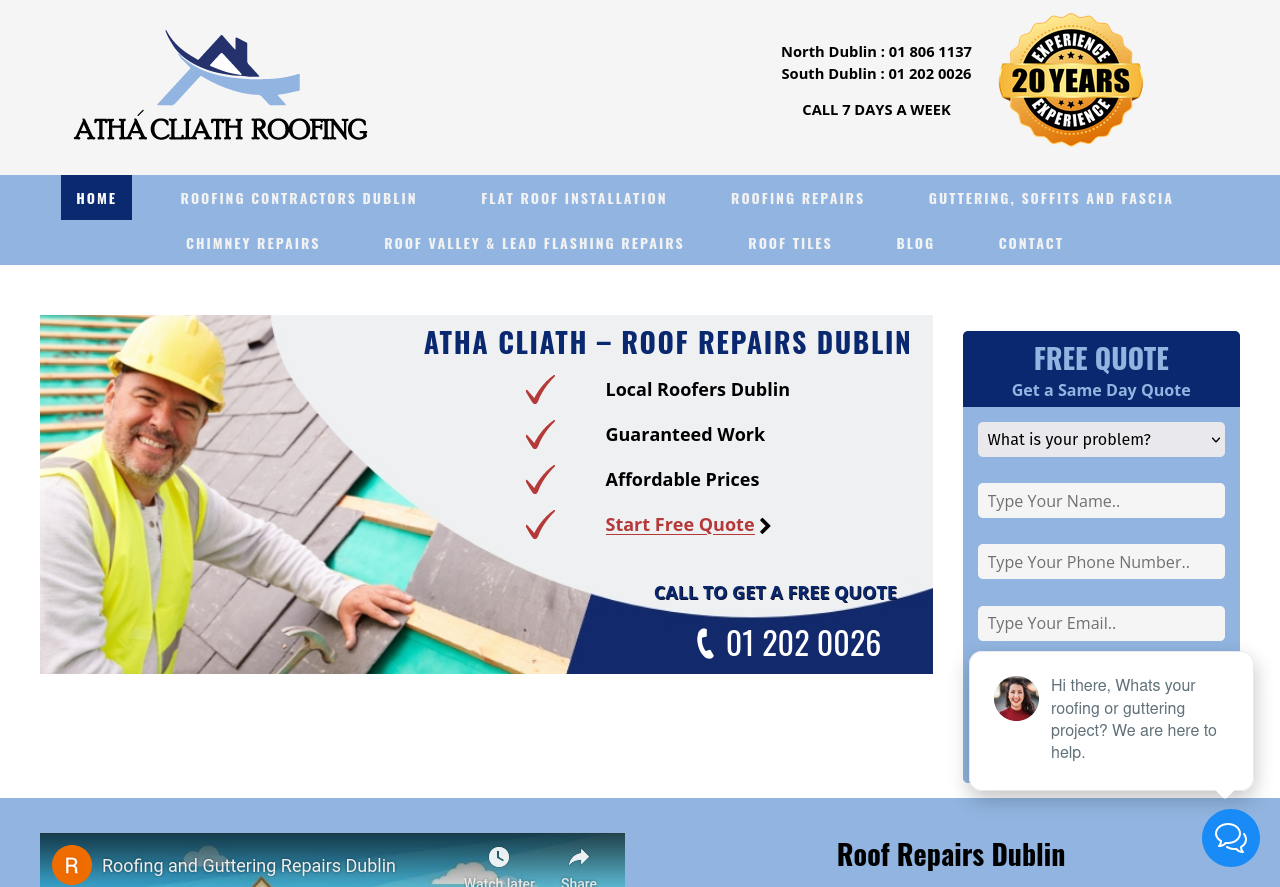 ATHÁ CLIATH ROOFING
North Dublin : 01 806 1137
South Dublin : 01 202 0026
CALL 7 DAYS A WEEK
EXPERIENCE
20 YEARS
EXPERIENCE
HOME
ROOFING CONTRACTORS DUBLIN
FLAT ROOF INSTALLATION
ROOFING REPAIRS
GUTTERING, SOFFITS AND FASCIA
CHIMNEY REPAIRS
ROOF VALLEY & LEAD FLASHING REPAIRS
ROOF TILES
BLOG
CONTACT
ATHA CLIATH – ROOF REPAIRS DUBLIN
Local Roofers Dublin
Guaranteed Work
Affordable Prices
Start Free Quote
CALL TO GET A FREE QUOTE
01 202 0026
FREE QUOTE
Get a Same Day Quote
What is your problem?
Type Your Name..
Type Your Phone Number..
Type Your Email..
Hi there, Whats your
roofing or guttering
project? We are here to
help.
R
Roofing and Guttering Repairs Dublin
Watch later
Share
Roof Repairs Dublin